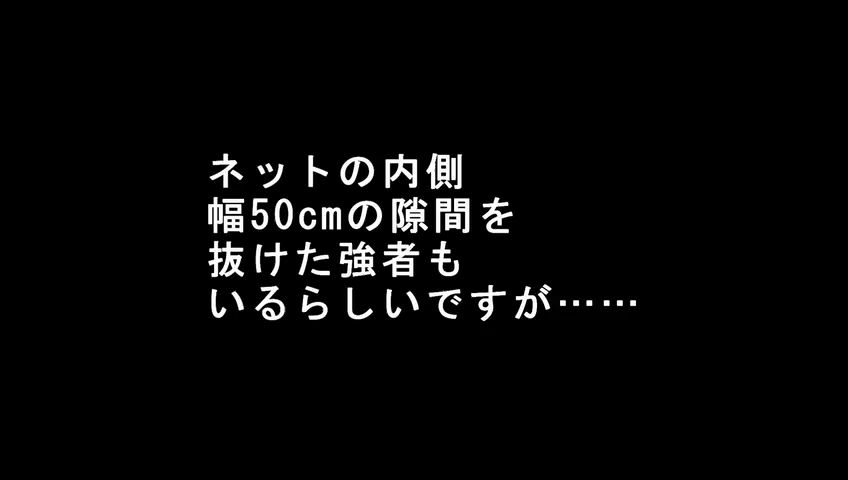 ネットの内側
幅50cmの隙間を
抜けた強者も
いるらしいですが……